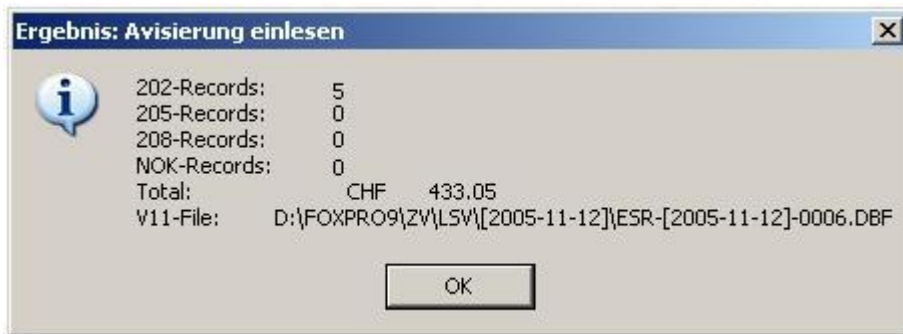 Ergebnis: Avisierung einlesen
202-Records: 5
205-Records: 0
208-Records: 0
NOK-Records: 0
Total: CHF 433.05
V11-File: D:\FOXPRO9\ZV\LSV\[2005-11-12]\ESR-[2005-11-12]-0006.DBF
OK